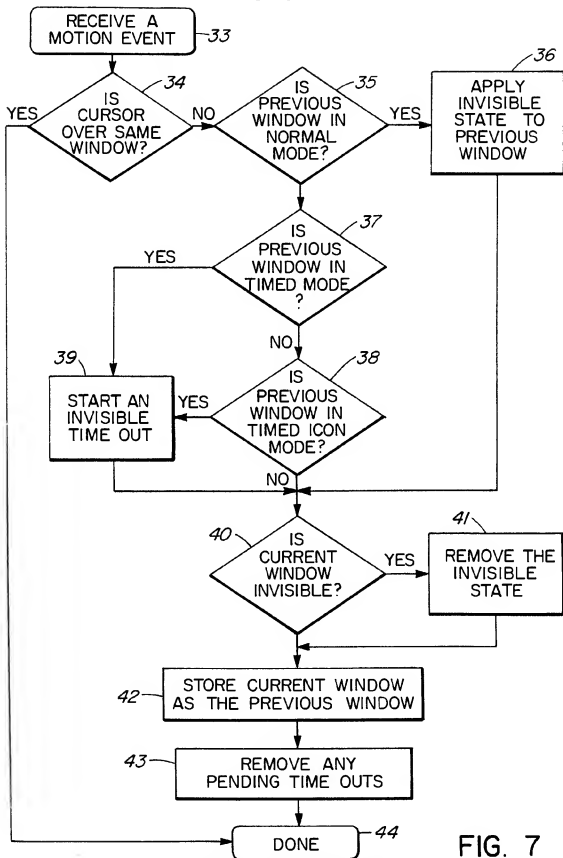 RECEIVE A
MOTION EVENT
33
34
IS
CURSOR
OVER SAME
WINDOW?
YES
NO
35
IS
PREVIOUS
WINDOW IN
NORMAL
MODE?
YES
36
APPLY
INVISIBLE
STATE TO
PREVIOUS
WINDOW
37
IS
PREVIOUS
WINDOW IN
TIMED MODE
?
YES
NO
38
IS
PREVIOUS
WINDOW IN
TIMED ICON
MODE?
YES
NO
39
START AN
INVISIBLE
TIME OUT
40
IS
CURRENT
WINDOW
INVISIBLE?
YES
41
REMOVE THE
INVISIBLE
STATE
42
STORE CURRENT WINDOW
AS THE PREVIOUS WINDOW
43
REMOVE ANY
PENDING TIME OUTS
DONE
44
FIG. 7